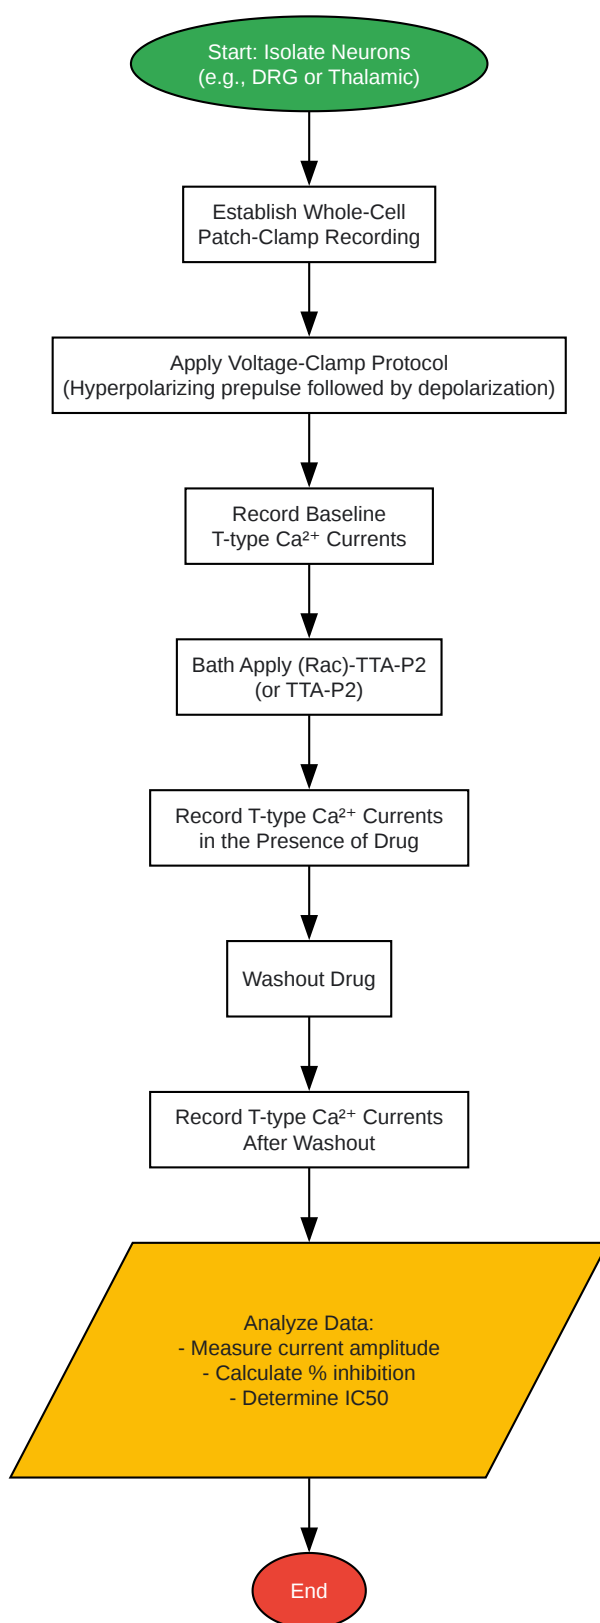 Start: Isolate Neurons
(e.g., DRG or Thalamic)
Establish Whole-Cell
Patch-Clamp Recording
Apply Voltage-Clamp Protocol
(Hyperpolarizing prepulse followed by depolarization)
Record Baseline
T-type Ca²⁺ Currents
Bath Apply (Rac)-TTA-P2
(or TTA-P2)
Record T-type Ca²⁺ Currents
in the Presence of Drug
Washout Drug
Record T-type Ca²⁺ Currents
After Washout
Analyze Data:
- Measure current amplitude
- Calculate % inhibition
- Determine IC50
End